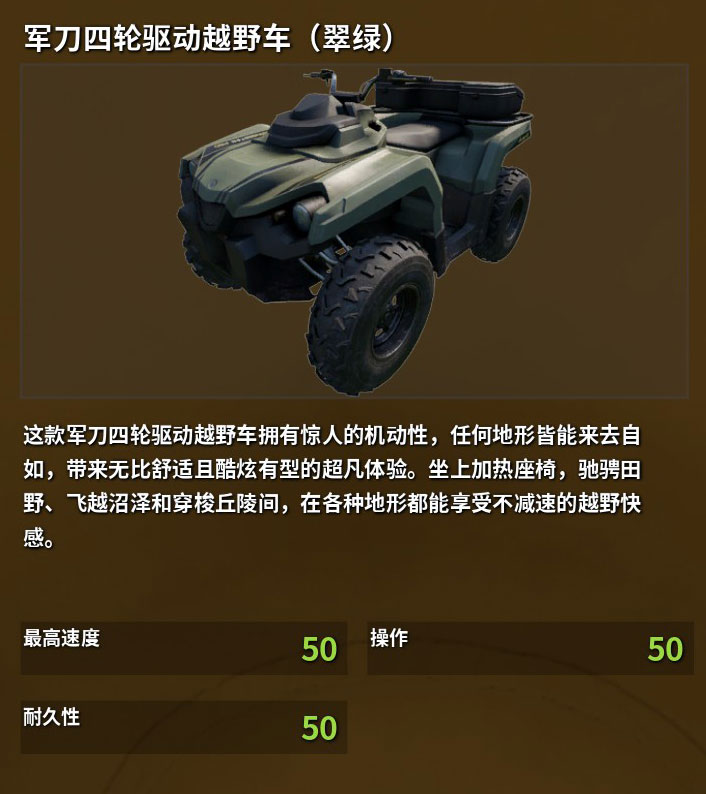 军刀四轮驱动越野车（翠绿）
这款军刀四轮驱动越野车拥有惊人的机动性，任何地形皆能来去自
如，带来无比舒适且酷炫有型的超凡体验。坐上加热座椅，驰骋田
野、飞越沼泽和穿梭丘陵间，在各种地形都能享受不减速的越野快
感。
最高速度
50
操作
50
耐久性
50